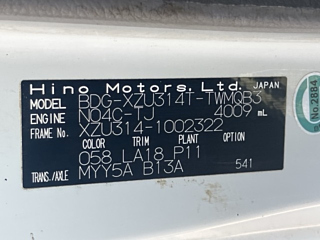 Hino Motors, Ltd. JAPAN
MODEL BDG-XZU314T-TWMQB3
ENGINE N04C-TJ 4009 mL
FRAME No. XZU314-1002322
COLOR TRIM PLANT OPTION
058 LA18 P11
TRANS./AXLE MYY5A B13A 541
No.2884